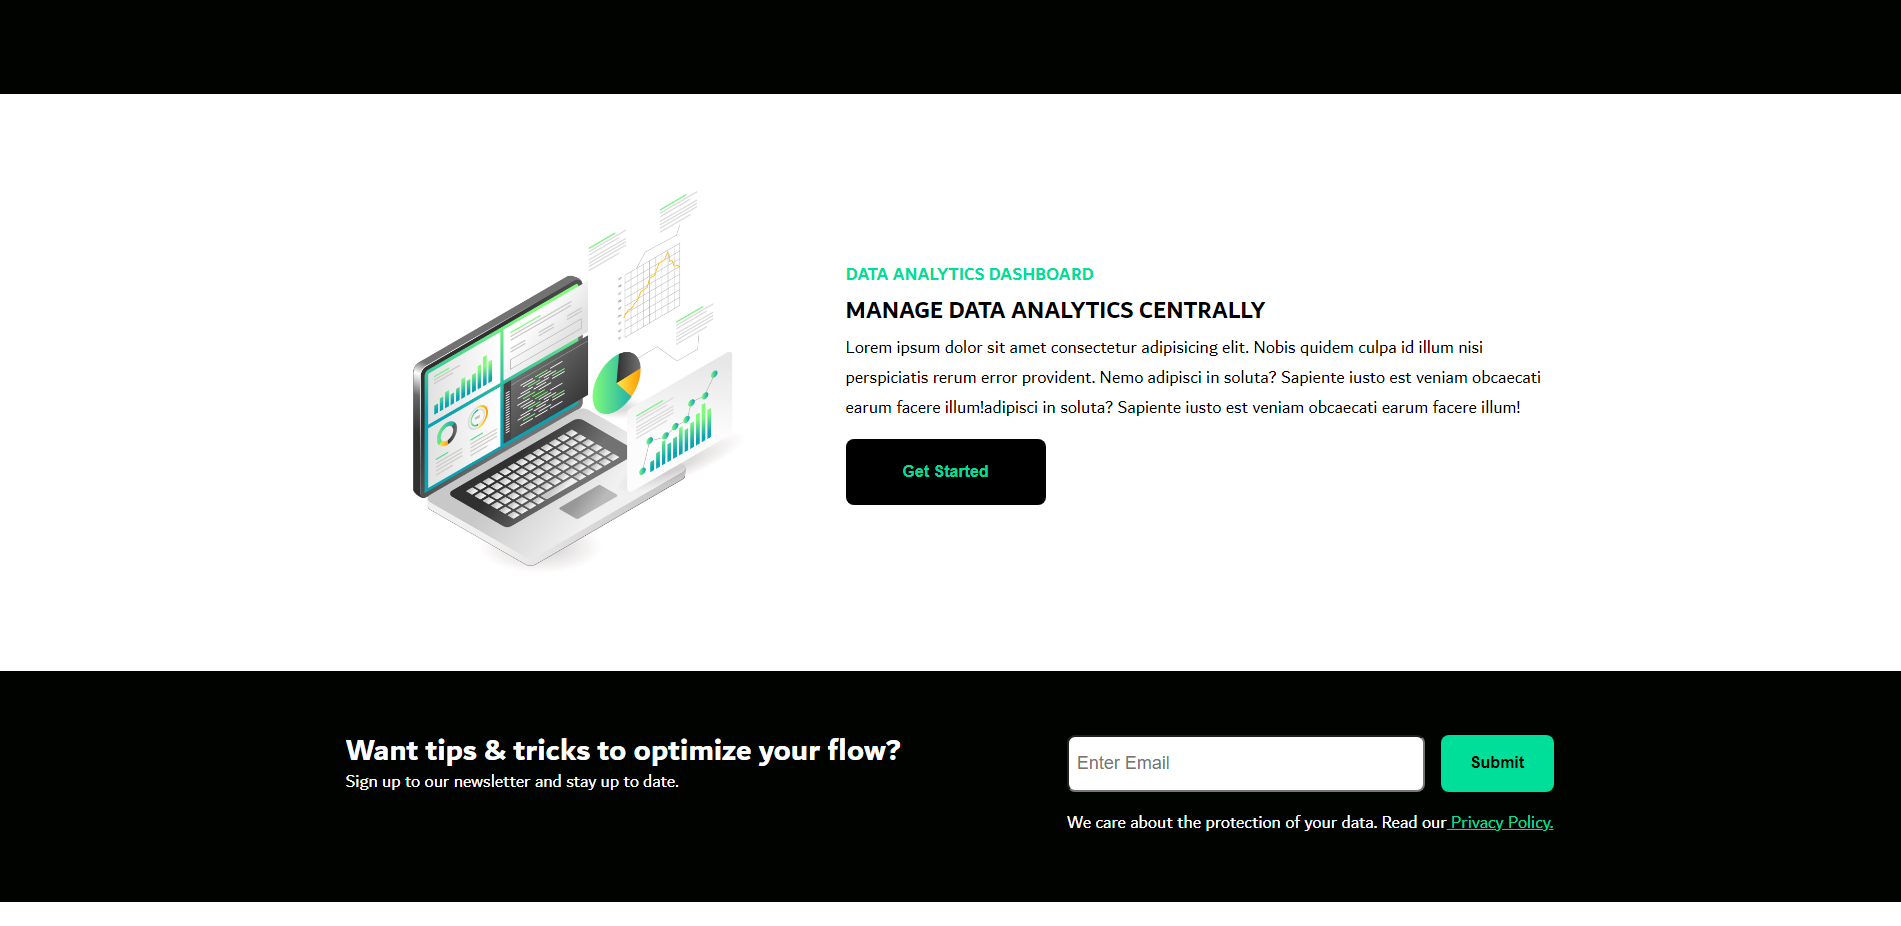 DATA ANALYTICS DASHBOARD
MANAGE DATA ANALYTICS CENTRALLY
Lorem ipsum dolor sit amet consectetur adipisicing elit. Nobis quidem culpa id illum nisi
perspiciatis rerum error provident. Nemo adipisci in soluta? Sapiente iusto est veniam obcaecati
earum facere illum!adipisci in soluta? Sapiente iusto est veniam obcaecati earum facere illum!
Get Started
Want tips & tricks to optimize your flow?
Sign up to our newsletter and stay up to date.
Enter Email
Submit
We care about the protection of your data. Read our Privacy Policy.